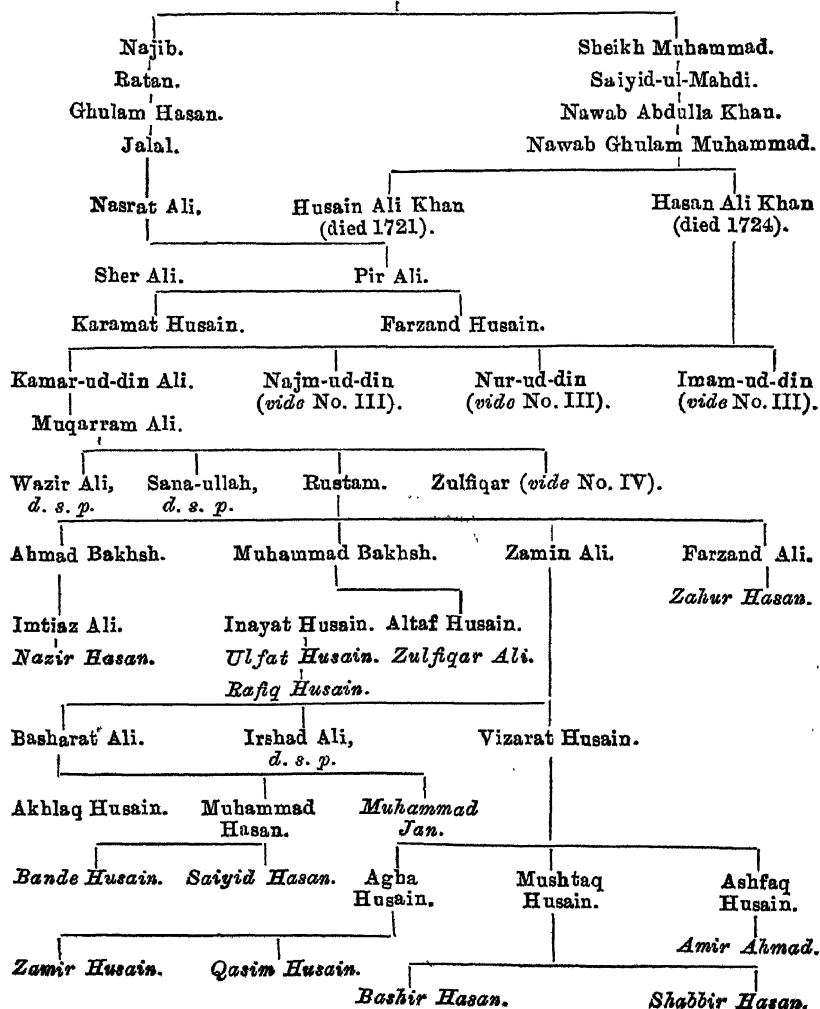 Najib. Sheikh Muhammad.
Ratan. Saiyid-ul-Mahdi.
Ghulam Hasan. Nawab Abdulla Khan.
Jalal. Nawab Ghulam Muhammad.
Nasrat Ali. Husain Ali Khan Hasan Ali Khan
(died 1721). (died 1724).
Sher Ali. Pir Ali.
Karamat Husain. Farzand Husain.
Kamar-ud-din Ali. Najm-ud-din Nur-ud-din Imam-ud-din
(vide No. III). (vide No. III). (vide No. III).
Muqarram Ali.
Wazir Ali, Sana-ullah, Rustam. Zulfiqar (vide No. IV).
d. s. p. d. s. p.
Ahmad Bakhsh. Muhammad Bakhsh. Zamin Ali. Farzand Ali.
Zahur Hasan.
Imtiaz Ali. Inayat Husain. Altaf Husain.
Nazir Hasan. Ulfat Husain. Zulfiqar Ali.
Rafiq Husain.
Basharat Ali. Irshad Ali, Vizarat Husain.
d. s. p.
Akhlaq Husain. Muhammad Muhammad
Hasan. Jan.
Bande Husain. Saiyid Hasan. Agha Mushtaq Ashfaq
Husain. Husain. Husain.
Amir Ahmad.
Zamir Husain. Qasim Husain.
Bashir Hasan. Shabbir Hasan.